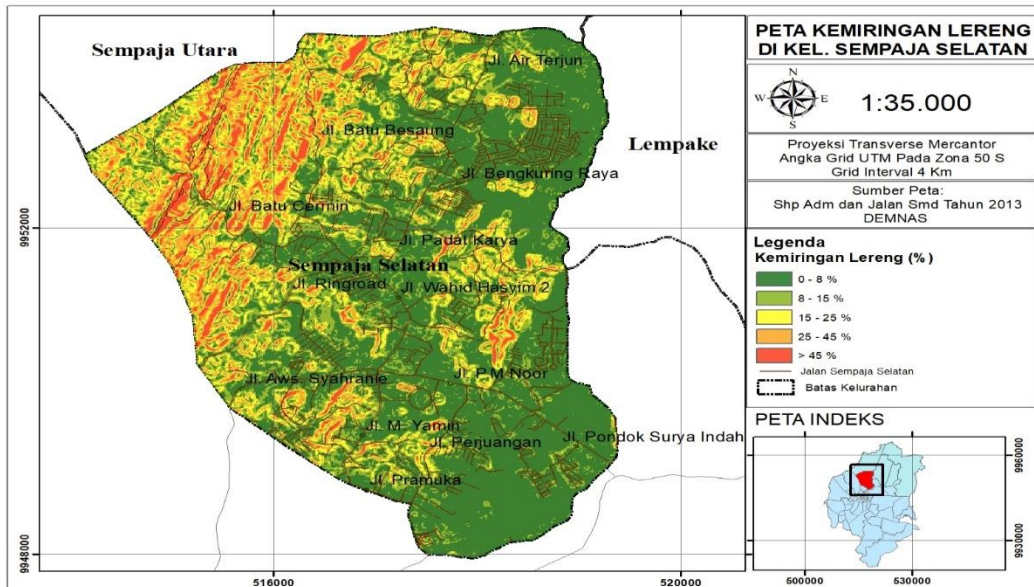 PETA KEMIRINGAN LERENG
DI KEL. SEMPAJA SELATAN
N
W
E
S
1:35.000
Proyeksi Transverse Mercantor
Angka Grid UTM Pada Zona 50 S
Grid Interval 4 Km
Sumber Peta:
Shp Adm dan Jalan Smd Tahun 2013
DEMNAS
Legenda
Kemiringan Lereng (%)
0 - 8 %
8 - 15 %
15 - 25 %
25 - 45 %
> 45 %
Jalan Sempaja Selatan
Batas Kelurahan
PETA INDEKS
9960000
9930000
600000
630000
Sempaja Utara
Jl. Air Terjun
Jl. Batu Besaung
Lempake
Jl. Bengkuring Raya
Jl. Batu Cermin
Jl. Padat Karya
Sempaja Selatan
Jl. Ringroad
Jl. Wahid Hasyim 2
Jl. P.M Noor
Jl. Aws. Syahranie
Jl. M. Yamin
Jl. Perjuangan
Jl. Pondok Surya Indah
Jl. Pramuka
9952000
9948000
516000
520000